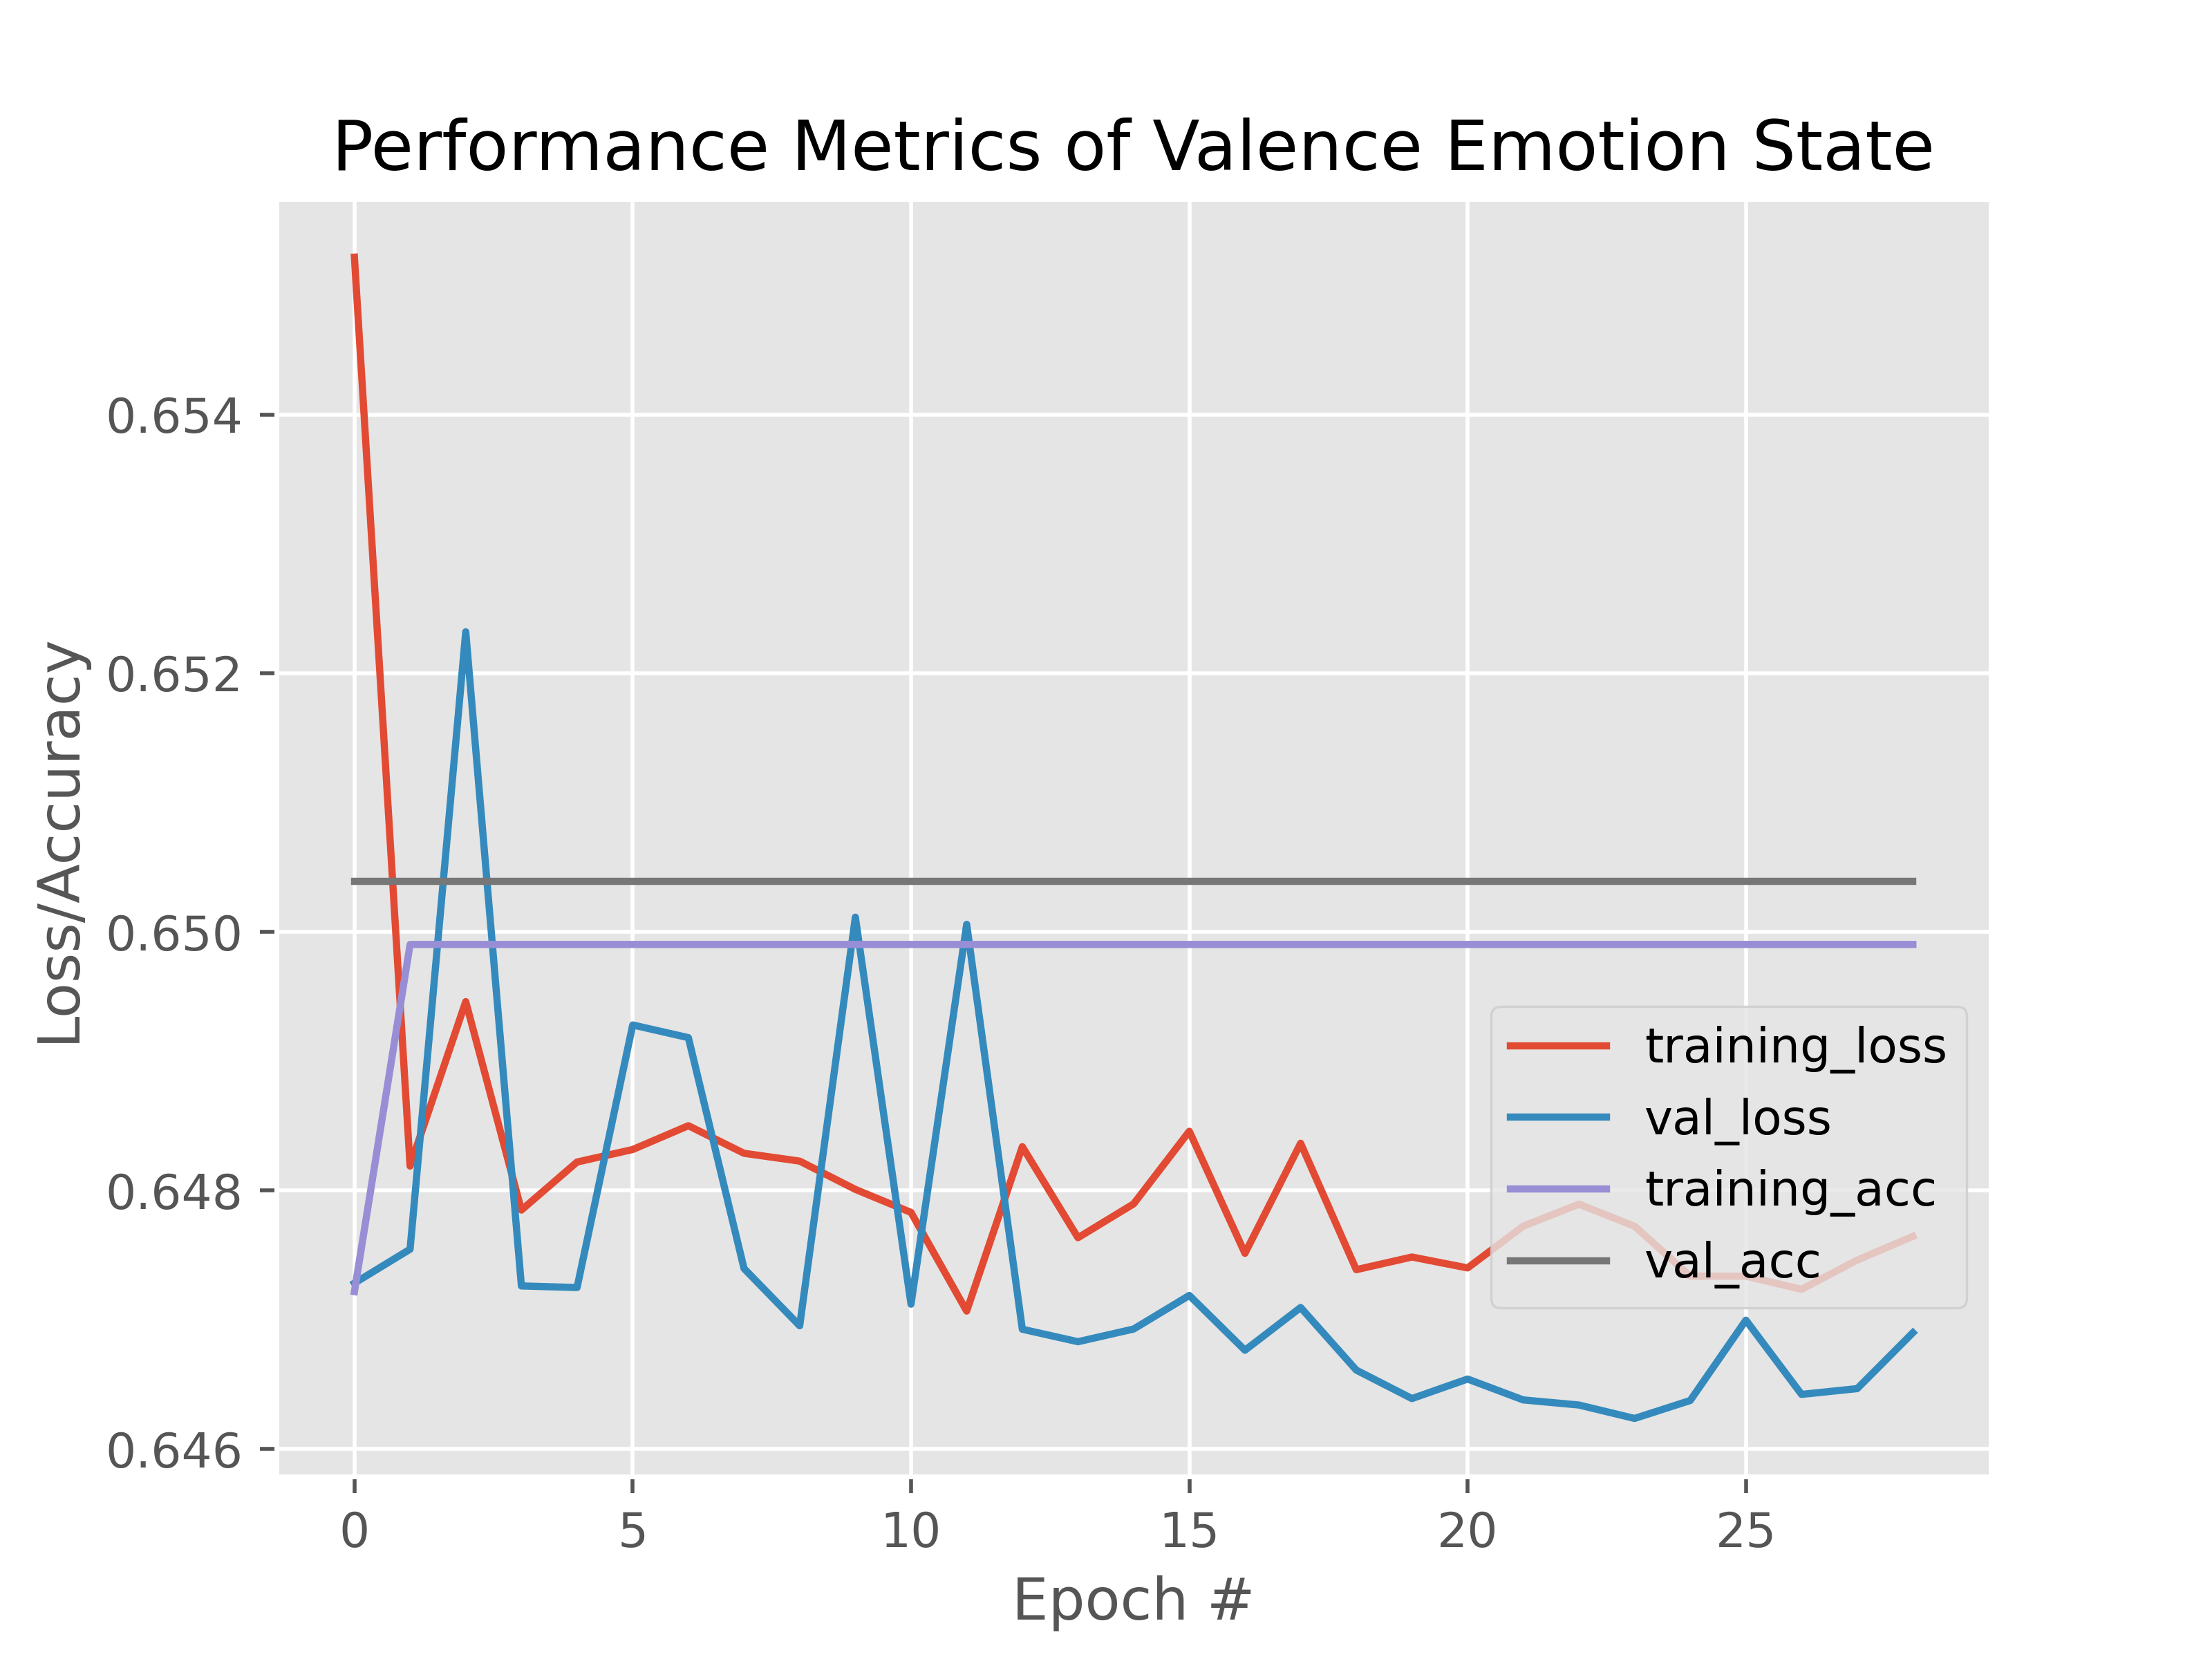 Performance Metrics of Valence Emotion State
Loss/Accuracy
0.654
0.652
0.650
0.648
0.646
training_loss
val_loss
training_acc
val_acc
0 5 10 15 20 25
Epoch #